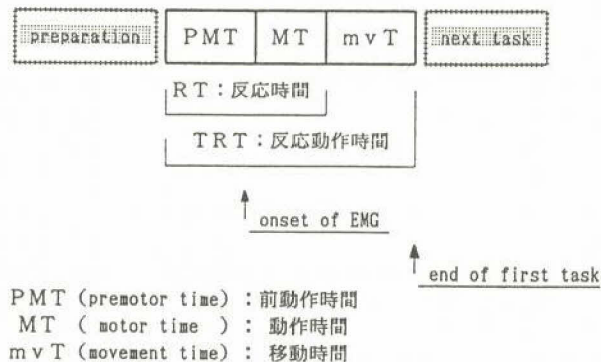 preparation PMT MT mvT next task
RT:反応時間
TRT:反応動作時間
onset of EMG
end of first task
PMT (premotor time) : 前動作時間
MT ( motor time ) : 動作時間
mvT (movement time) : 移動時間